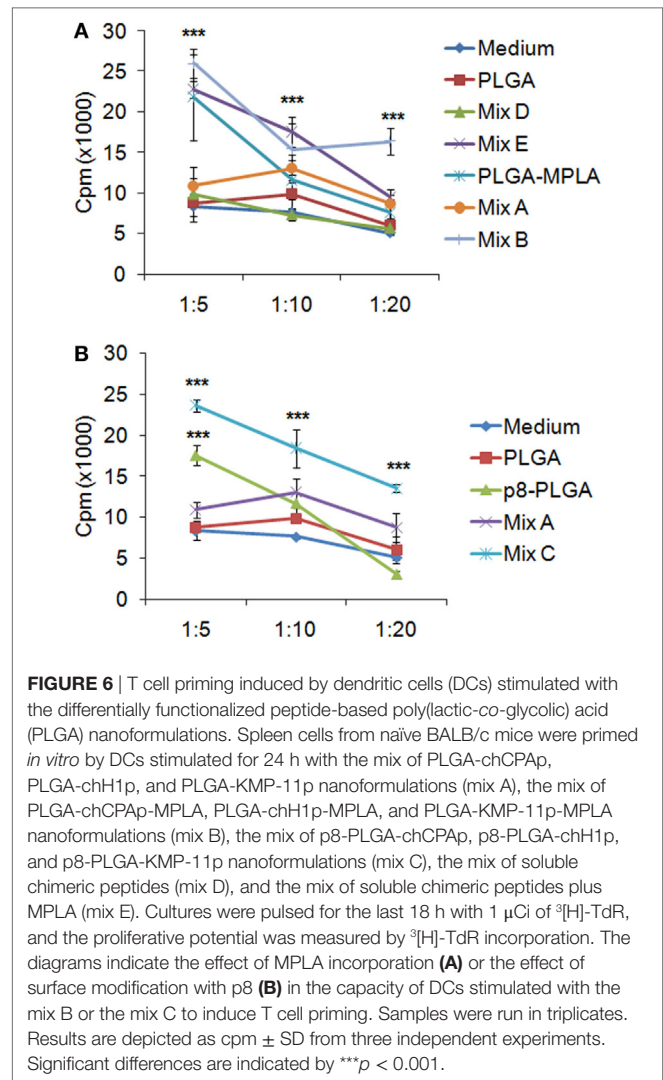 A
30
25
20
15
10
5
0
Cpm (x1000)
***
***
***
1:5
1:10
1:20
Medium
PLGA
Mix D
Mix E
PLGA-MPLA
Mix A
Mix B
B
30
25
20
15
10
5
0
Cpm (x1000)
***
***
***
***
1:5
1:10
1:20
Medium
PLGA
p8-PLGA
Mix A
Mix C
FIGURE 6 | T cell priming induced by dendritic cells (DCs) stimulated with
the differentially functionalized peptide-based poly(lactic-co-glycolic) acid
(PLGA) nanoformulations. Spleen cells from naïve BALB/c mice were primed
in vitro by DCs stimulated for 24 h with the mix of PLGA-chCPAp,
PLGA-chH1p, and PLGA-KMP-11p nanoformulations (mix A), the mix of
PLGA-chCPAp-MPLA, PLGA-chH1p-MPLA, and PLGA-KMP-11p-MPLA
nanoformulations (mix B), the mix of p8-PLGA-chCPAp, p8-PLGA-chH1p,
and p8-PLGA-KMP-11p nanoformulations (mix C), the mix of soluble
chimeric peptides (mix D), and the mix of soluble chimeric peptides plus
MPLA (mix E). Cultures were pulsed for the last 18 h with 1 μCi of ³[H]-TdR,
and the proliferative potential was measured by ³[H]-TdR incorporation. The
diagrams indicate the effect of MPLA incorporation (A) or the effect of
surface modification with p8 (B) in the capacity of DCs stimulated with the
mix B or the mix C to induce T cell priming. Samples were run in triplicates.
Results are depicted as cpm ± SD from three independent experiments.
Significant differences are indicated by ***p < 0.001.